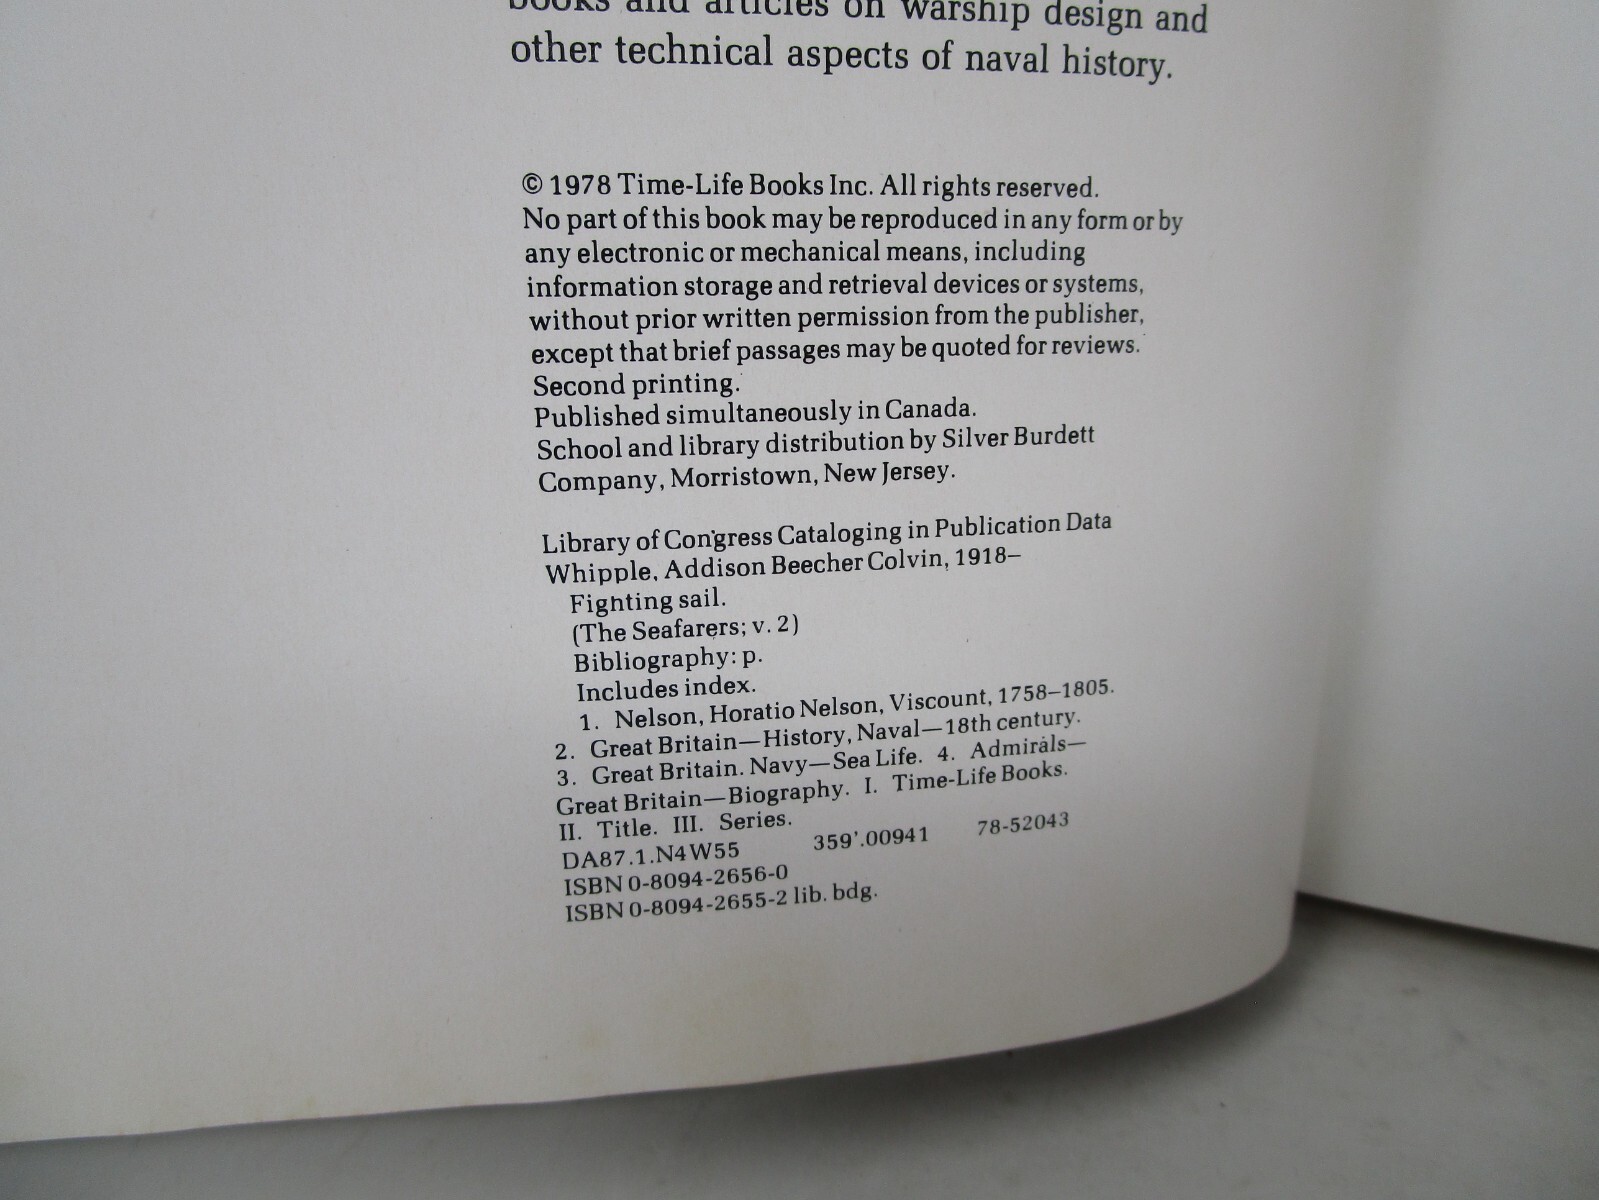 books and articles on warship design and
other technical aspects of naval history.
© 1978 Time-Life Books Inc. All rights reserved.
No part of this book may be reproduced in any form or by
any electronic or mechanical means, including
information storage and retrieval devices or systems,
without prior written permission from the publisher,
except that brief passages may be quoted for reviews.
Second printing.
Published simultaneously in Canada.
School and library distribution by Silver Burdett
Company, Morristown, New Jersey.
Library of Congress Cataloging in Publication Data
Whipple, Addison Beecher Colvin, 1918–
Fighting sail.
(The Seafarers; v. 2)
Bibliography: p.
Includes index.
1. Nelson, Horatio Nelson, Viscount, 1758–1805.
2. Great Britain—History, Naval—18th century.
3. Great Britain. Navy—Sea Life. 4. Admirals—
Great Britain—Biography. I. Time-Life Books.
II. Title. III. Series.
DA87.1.N4W55 359'.00941 78-52043
ISBN 0-8094-2656-0
ISBN 0-8094-2655-2 lib. bdg.